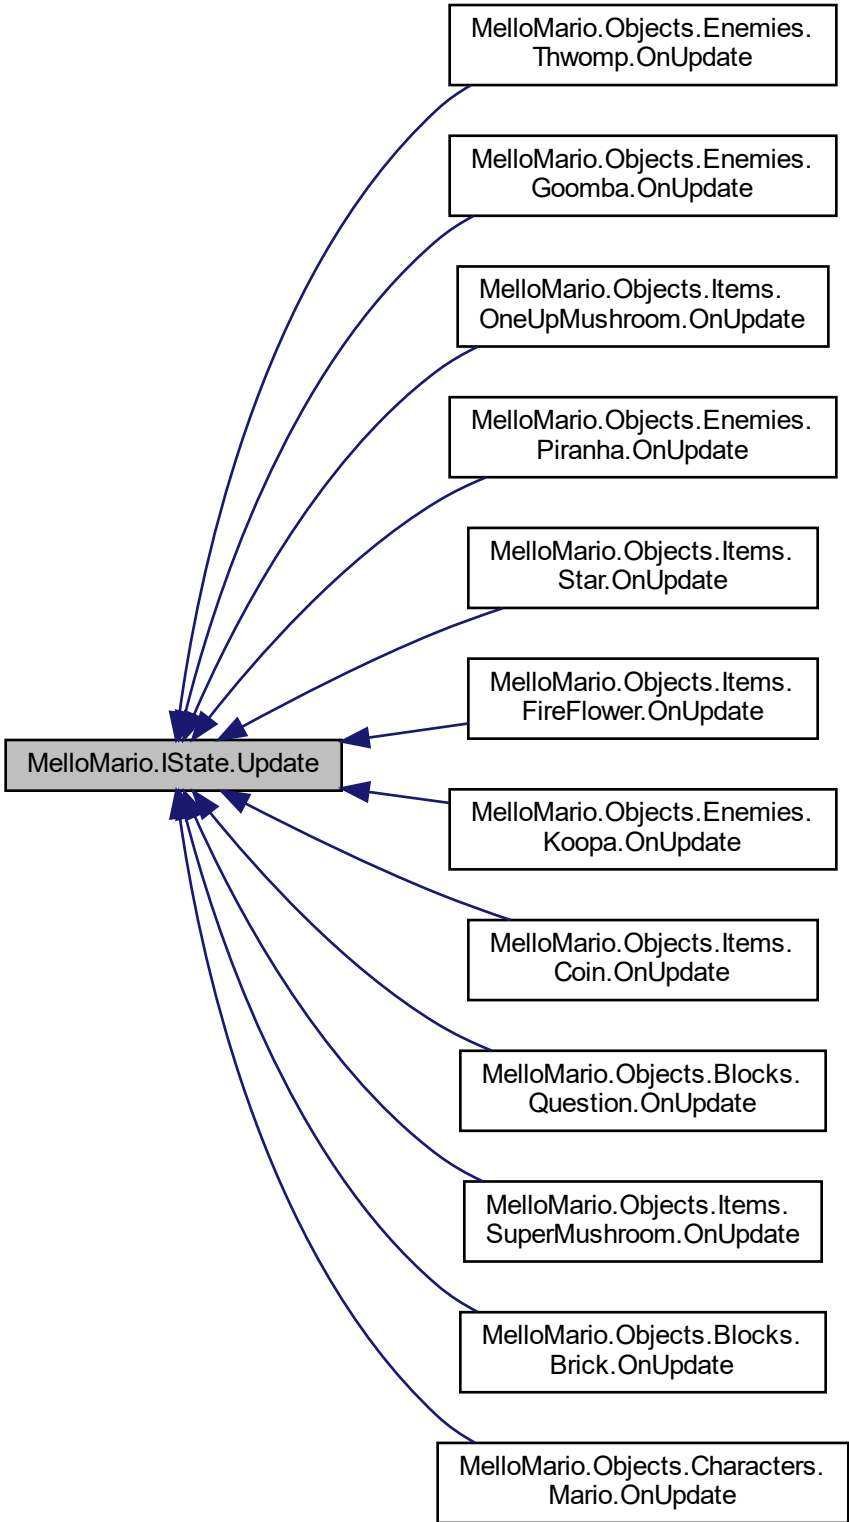 MelloMario.Objects.Enemies.
Thwomp.OnUpdate
MelloMario.Objects.Enemies.
Goomba.OnUpdate
MelloMario.Objects.Items.
OneUpMushroom.OnUpdate
MelloMario.Objects.Enemies.
Piranha.OnUpdate
MelloMario.Objects.Items.
Star.OnUpdate
MelloMario.Objects.Items.
FireFlower.OnUpdate
MelloMario.IState.Update
MelloMario.Objects.Enemies.
Koopa.OnUpdate
MelloMario.Objects.Items.
Coin.OnUpdate
MelloMario.Objects.Blocks.
Question.OnUpdate
MelloMario.Objects.Items.
SuperMushroom.OnUpdate
MelloMario.Objects.Blocks.
Brick.OnUpdate
MelloMario.Objects.Characters.
Mario.OnUpdate